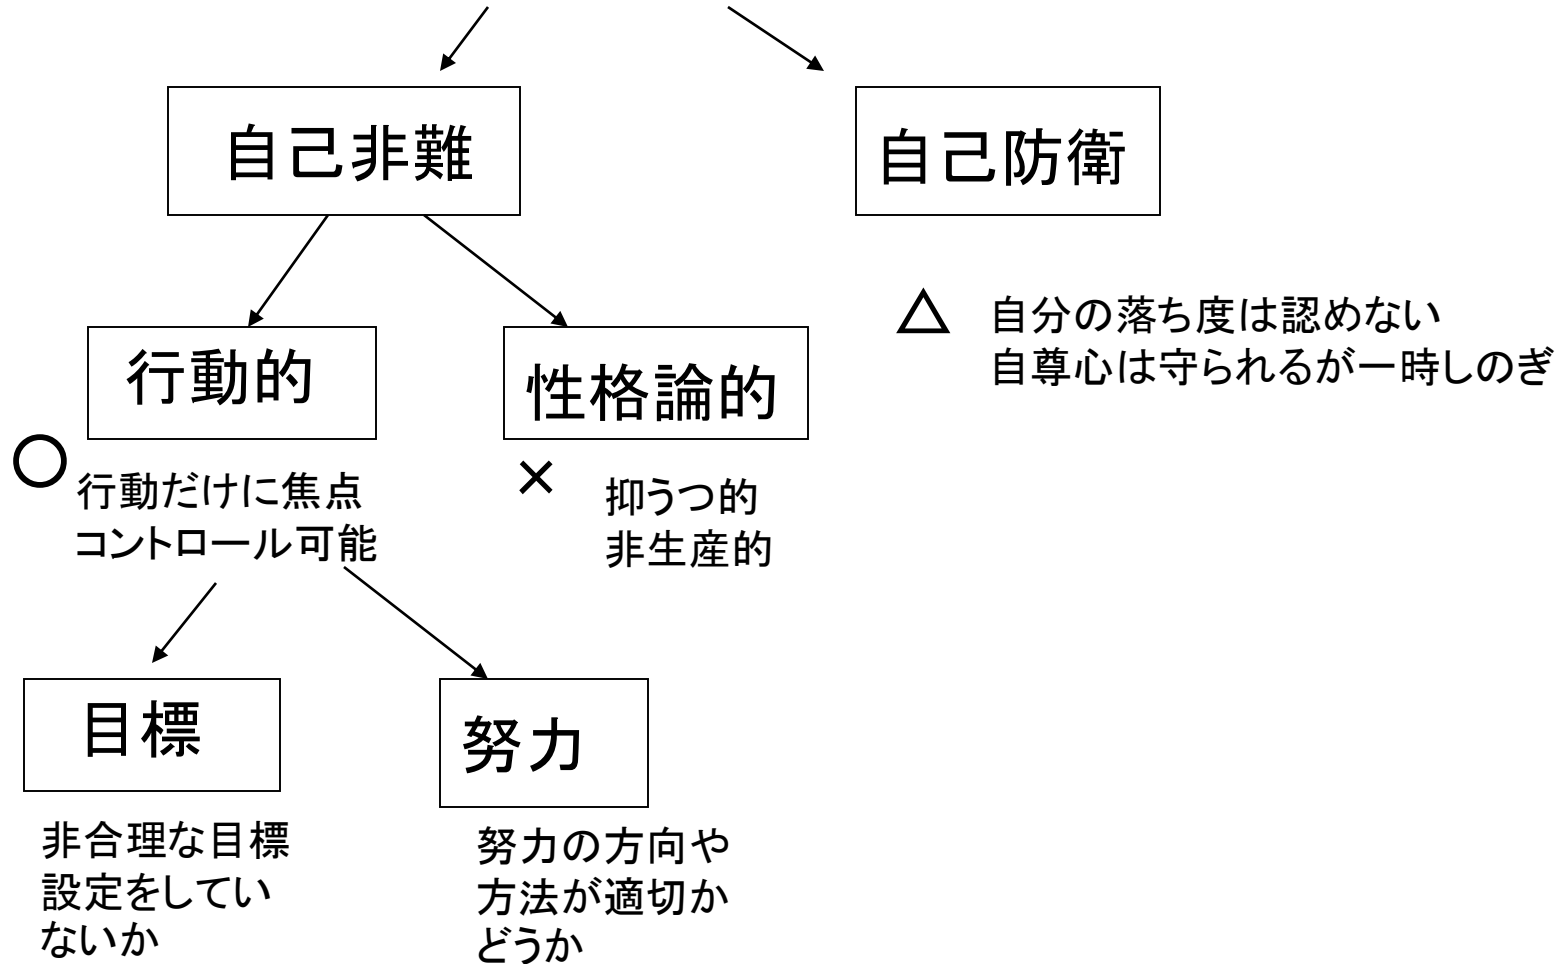 自己非難
自己防衛
行動的
性格論的
△ 自分の落ち度は認めない
自尊心は守られるが一時しのぎ
○
行動だけに焦点
コントロール可能
×
抑うつ的
非生産的
目標
努力
非合理な目標
設定をしてい
ないか
努力の方向や
方法が適切か
どうか